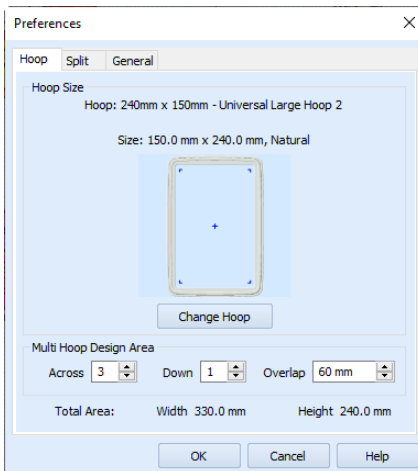 Preferences
Hoop Split General
Hoop Size
Hoop: 240mm x 150mm - Universal Large Hoop 2
Size: 150.0 mm x 240.0 mm, Natural
Change Hoop
Multi Hoop Design Area
Across 3 Down 1 Overlap 60 mm
Total Area: Width 330.0 mm Height 240.0 mm
OK Cancel Help